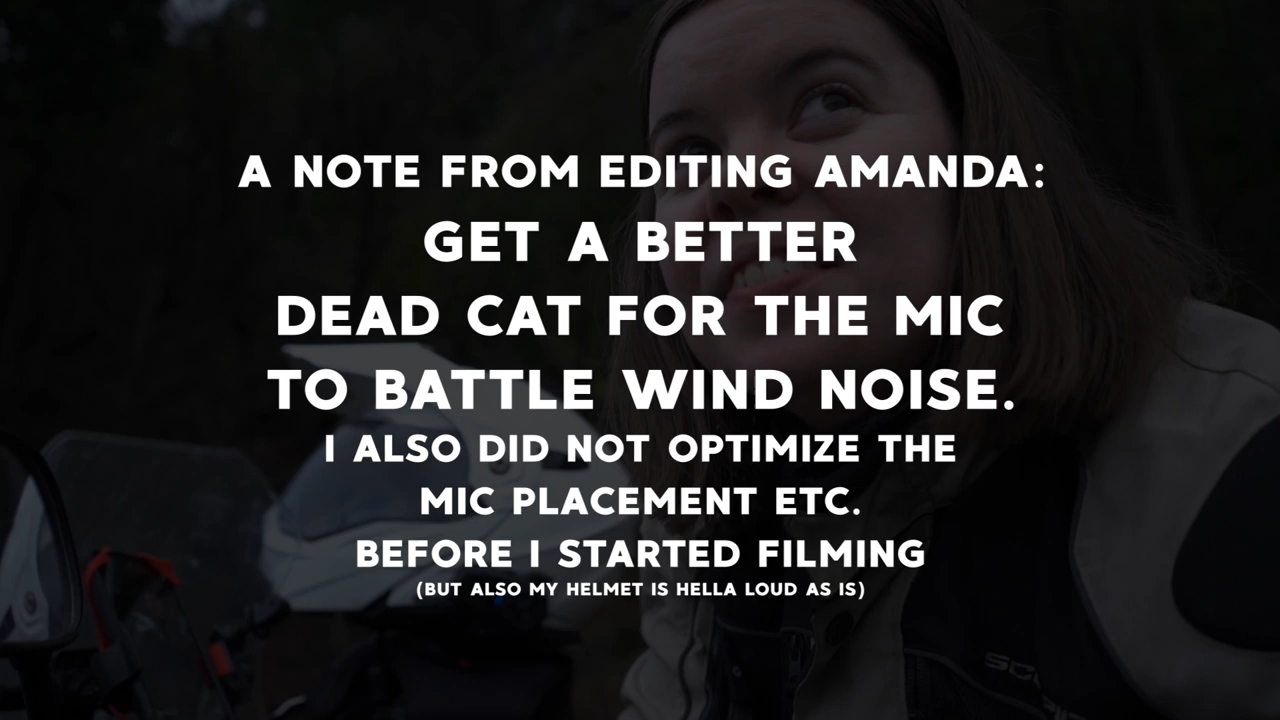 A NOTE FROM EDITING AMANDA:
GET A BETTER
DEAD CAT FOR THE MIC
TO BATTLE WIND NOISE.
I ALSO DID NOT OPTIMIZE THE
MIC PLACEMENT ETC.
BEFORE I STARTED FILMING
(BUT ALSO MY HELMET IS HELLA LOUD AS IS)